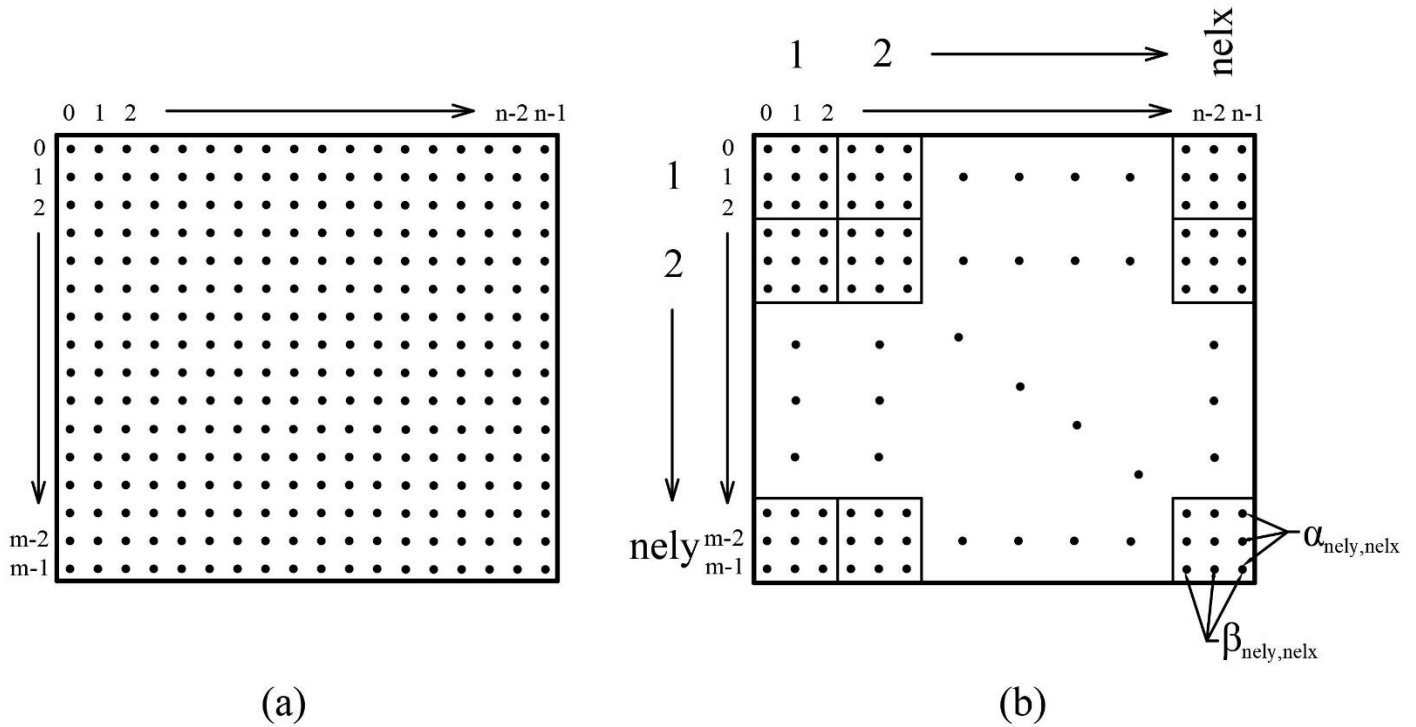 1 2 nelx
0 1 2 n-2 n-1
0 1 2 n-2 n-1
0
1
2
m-2
m-1
1
2
nely
0
1
2
m-2
m-1
α nely,nelx
β nely,nelx
(a)
(b)